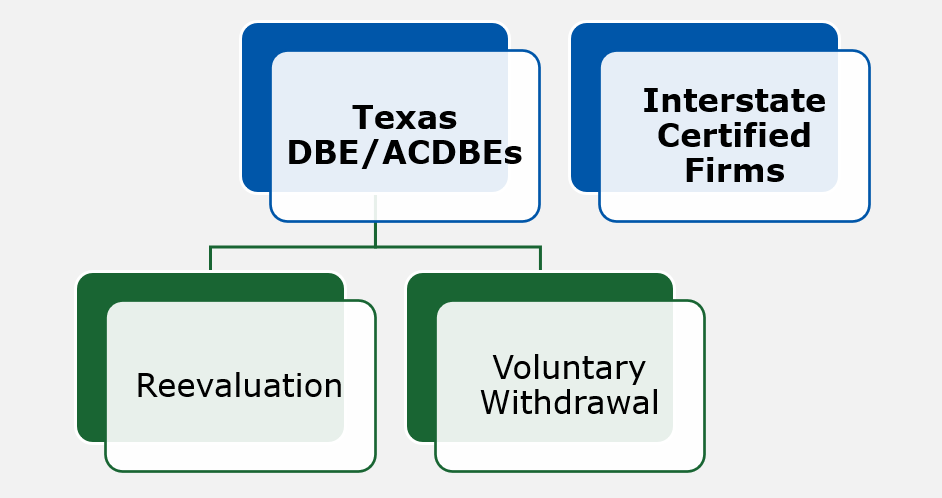 Texas
DBE/ACDBEs
Interstate
Certified
Firms
Reevaluation
Voluntary
Withdrawal